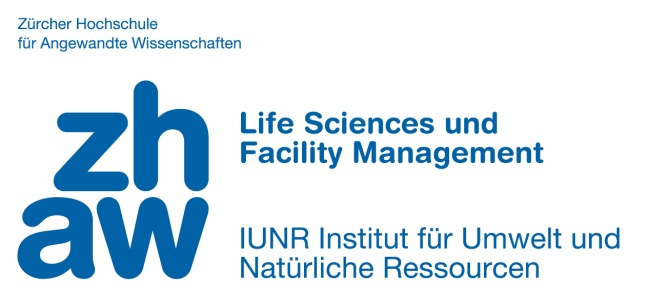 Zürcher Hochschule
für Angewandte Wissenschaften
zh
aw
Life Sciences und
Facility Management
IUNR Institut für Umwelt und
Natürliche Ressourcen